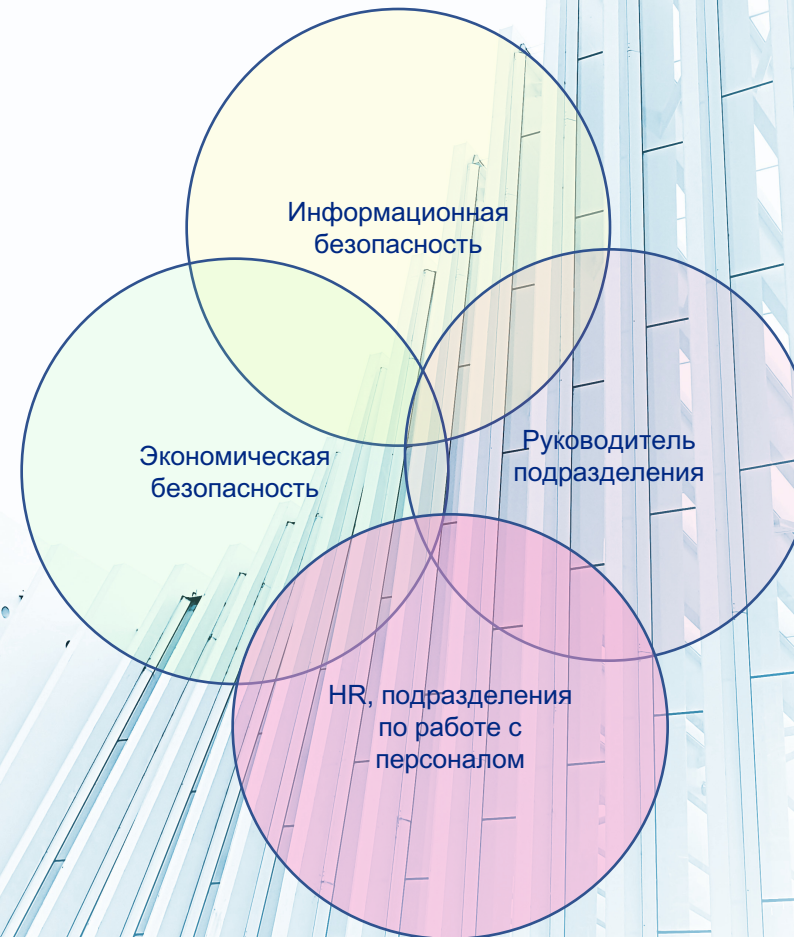 Информационная
безопасность
Экономическая
безопасность
Руководитель
подразделения
HR, подразделения
по работе с
персоналом